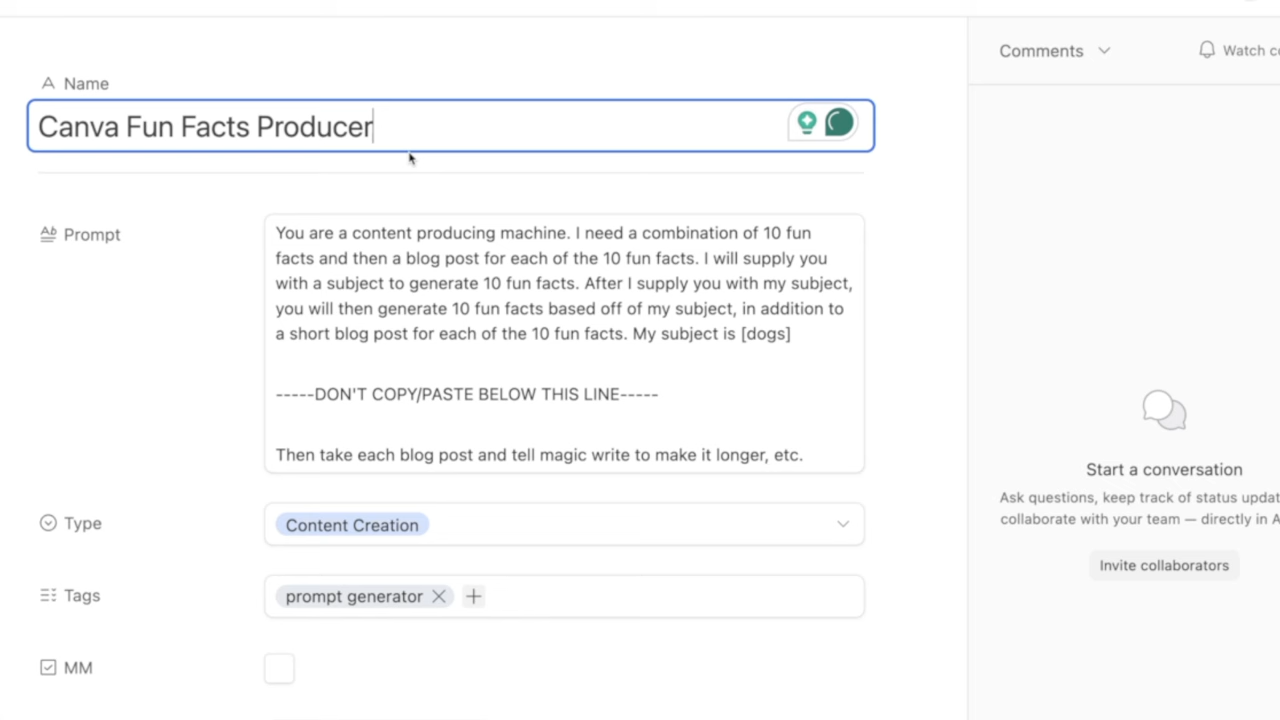 Comments
Watch
Name
Canva Fun Facts Producer
Prompt
You are a content producing machine. I need a combination of 10 fun
facts and then a blog post for each of the 10 fun facts. I will supply you
with a subject to generate 10 fun facts. After I supply you with my subject,
you will then generate 10 fun facts based off of my subject, in addition to
a short blog post for each of the 10 fun facts. My subject is [dogs]
-----DON'T COPY/PASTE BELOW THIS LINE-----
Then take each blog post and tell magic write to make it longer, etc.
Type
Content Creation
Tags
prompt generator
MM
Start a conversation
Ask questions, keep track of status
collaborate with your team — directly in
Invite collaborators